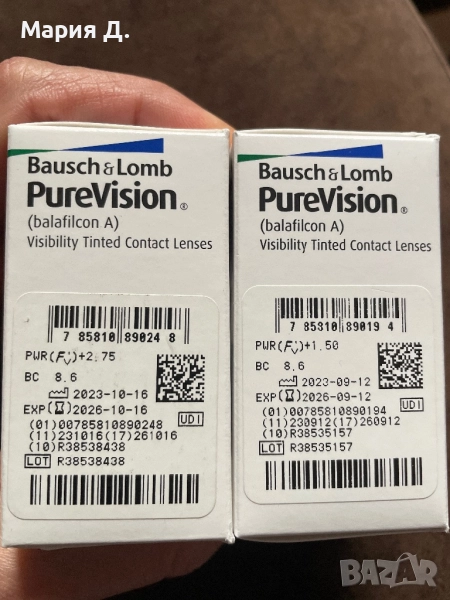 Мария Д.
Bausch & Lomb
PureVision®
(balafilcon A)
Visibility Tinted Contact Lenses
7 85810 89024 8
PWR(Fv)+2.75
BC 8.6
2023-10-16
EXP 2026-10-16
UDI
(01)00785810890248
(11)231016(17)261016
(10)R38538438
LOT R38538438
Bausch & Lomb
PureVision®
(balafilcon A)
Visibility Tinted Contact Lenses
7 85810 89019 4
PWR(Fv)+1.50
BC 8.6
2023-09-12
EXP 2026-09-12
UDI
(01)00785810890194
(11)230912(17)260912
(10)R38535157
LOT R38535157
BAZAR